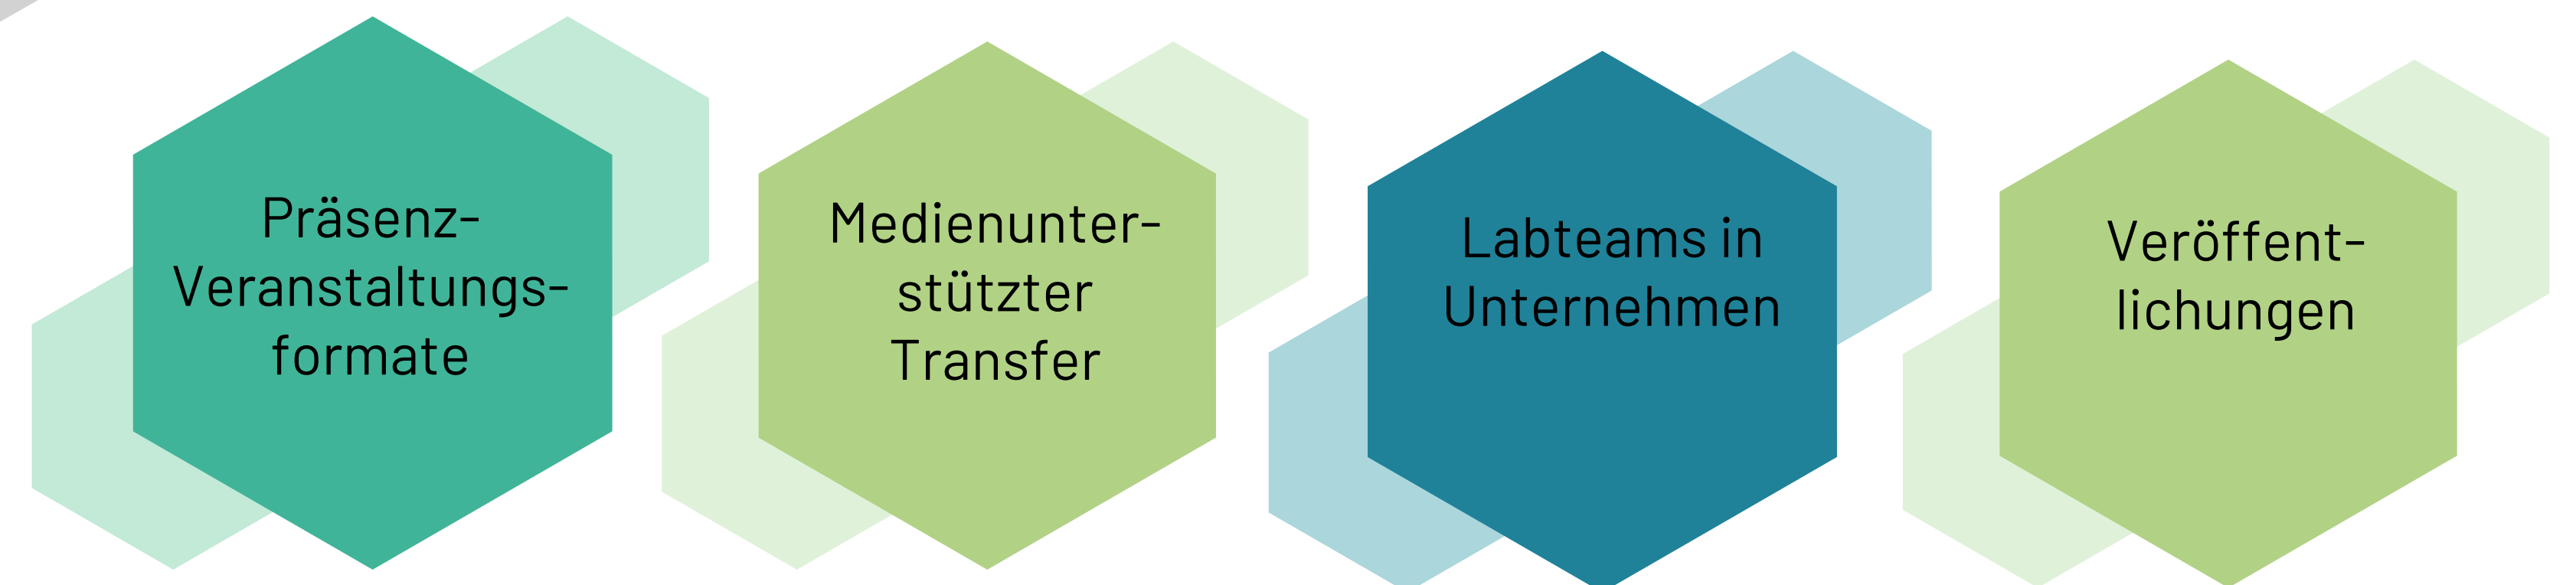 Präsenz-
Veranstaltungs-
formate
Medienunter-
stützter
Transfer
Labteams in
Unternehmen
Veröffent-
lichungen